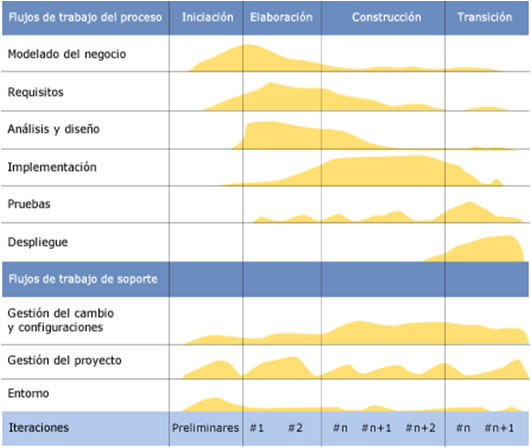 Flujos de trabajo del proceso Iniciación Elaboración Construcción Transición
Modelado del negocio
Requisitos
Análisis y diseño
Implementación
Pruebas
Despliegue
Flujos de trabajo de soporte
Gestión del cambio
y configuraciones
Gestión del proyecto
Entorno
Iteraciones Preliminares #1 #2 #n #n+1 #n+2 #n #n+1